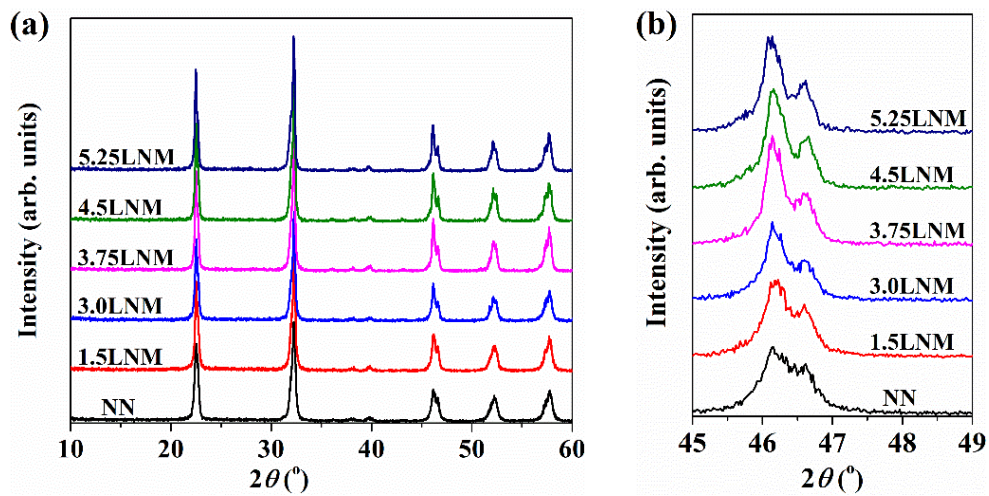 (a)
Intensity (arb. units)
5.25LNM
4.5LNM
3.75LNM
3.0LNM
1.5LNM
NN
10 20 30 40 50 60
2θ (°)
(b)
Intensity (arb. units)
5.25LNM
4.5LNM
3.75LNM
3.0LNM
1.5LNM
NN
45 46 47 48 49
2θ (°)